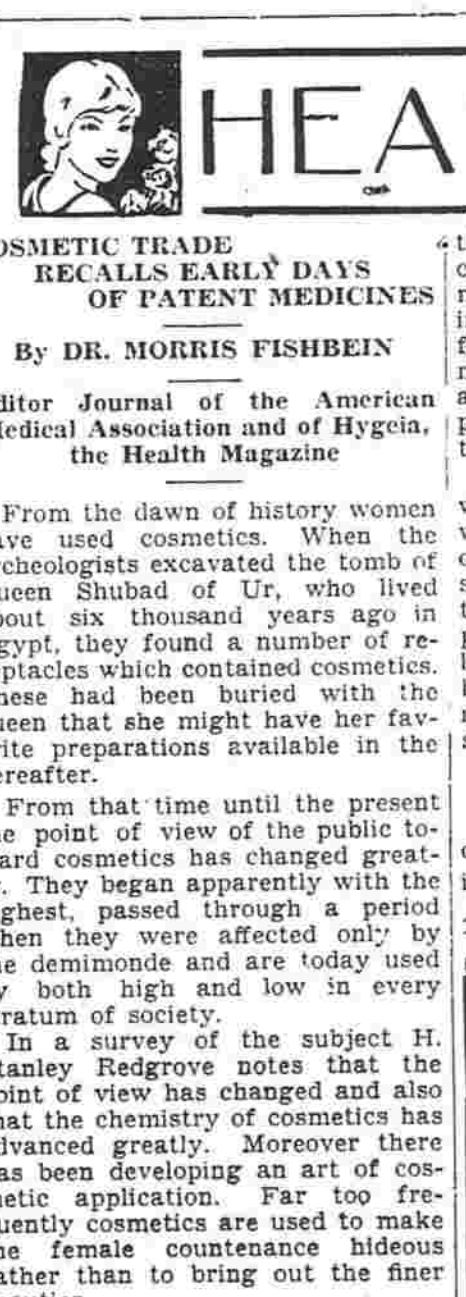 HEA
OSMETIC TRADE
RECALLS EARLY DAYS
OF PATENT MEDICINES
By DR. MORRIS FISHBEIN
ditor Journal of the American
edical Association and of Hygeia,
the Health Magazine
From the dawn of history women
ave used cosmetics. When the
rcheologists excavated the tomb of
ueen Shubad of Ur, who lived
bout six thousand years ago in
gypt, they found a number of re-
eptacles which contained cosmetics.
hese had been buried with the
ueen that she might have her fav-
rite preparations available in the
ereafter.
From that time until the present
he point of view of the public to-
ard cosmetics has changed great-
y. They began apparently with the
ighest, passed through a period
hen they were affected only by
he demimonde and are today used
y both high and low in every
ratum of society.
In a survey of the subject H.
tanley Redgrove notes that the
oint of view has changed and also
hat the chemistry of cosmetics has
dvanced greatly. Moreover there
as been developing an art of cos-
netic application. Far too fre-
uently cosmetics are used to make
he female countenance hideous
ather than to bring out the finer